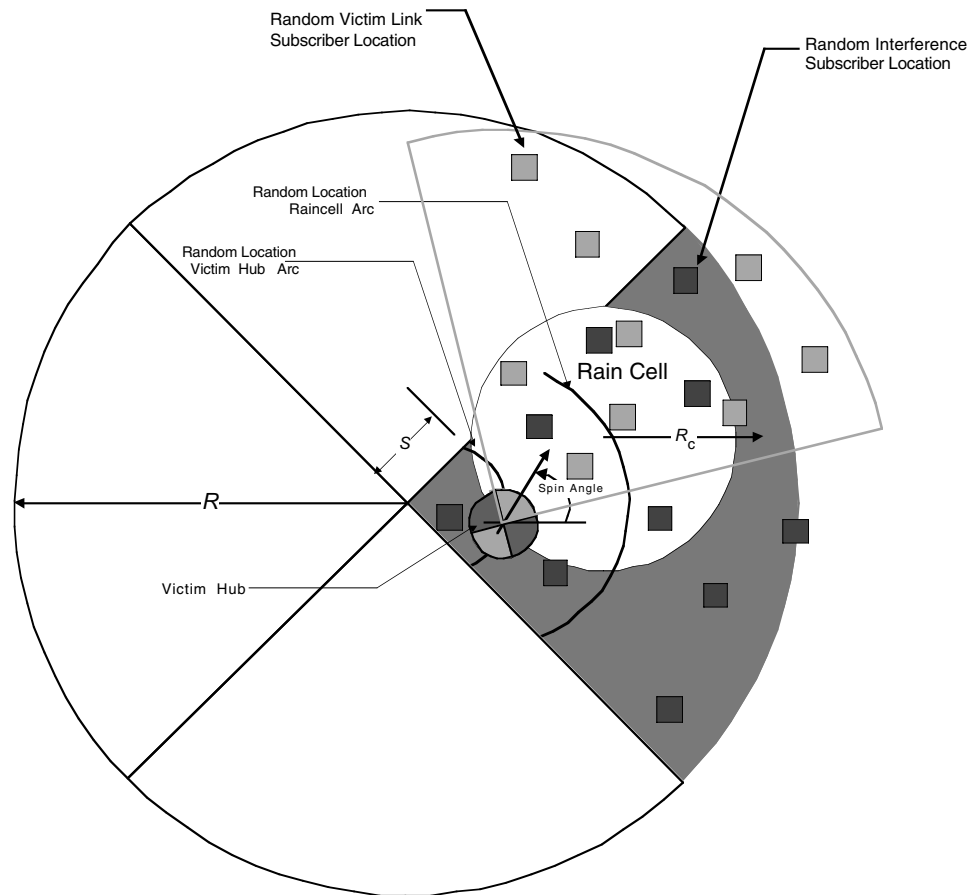 Random Victim Link
Subscriber Location
Random Interference
Subscriber Location
Random Location
Raincell Arc
Random Location
Victim Hub Arc
Rain Cell
S
Rc
Spin Angle
R
Victim Hub